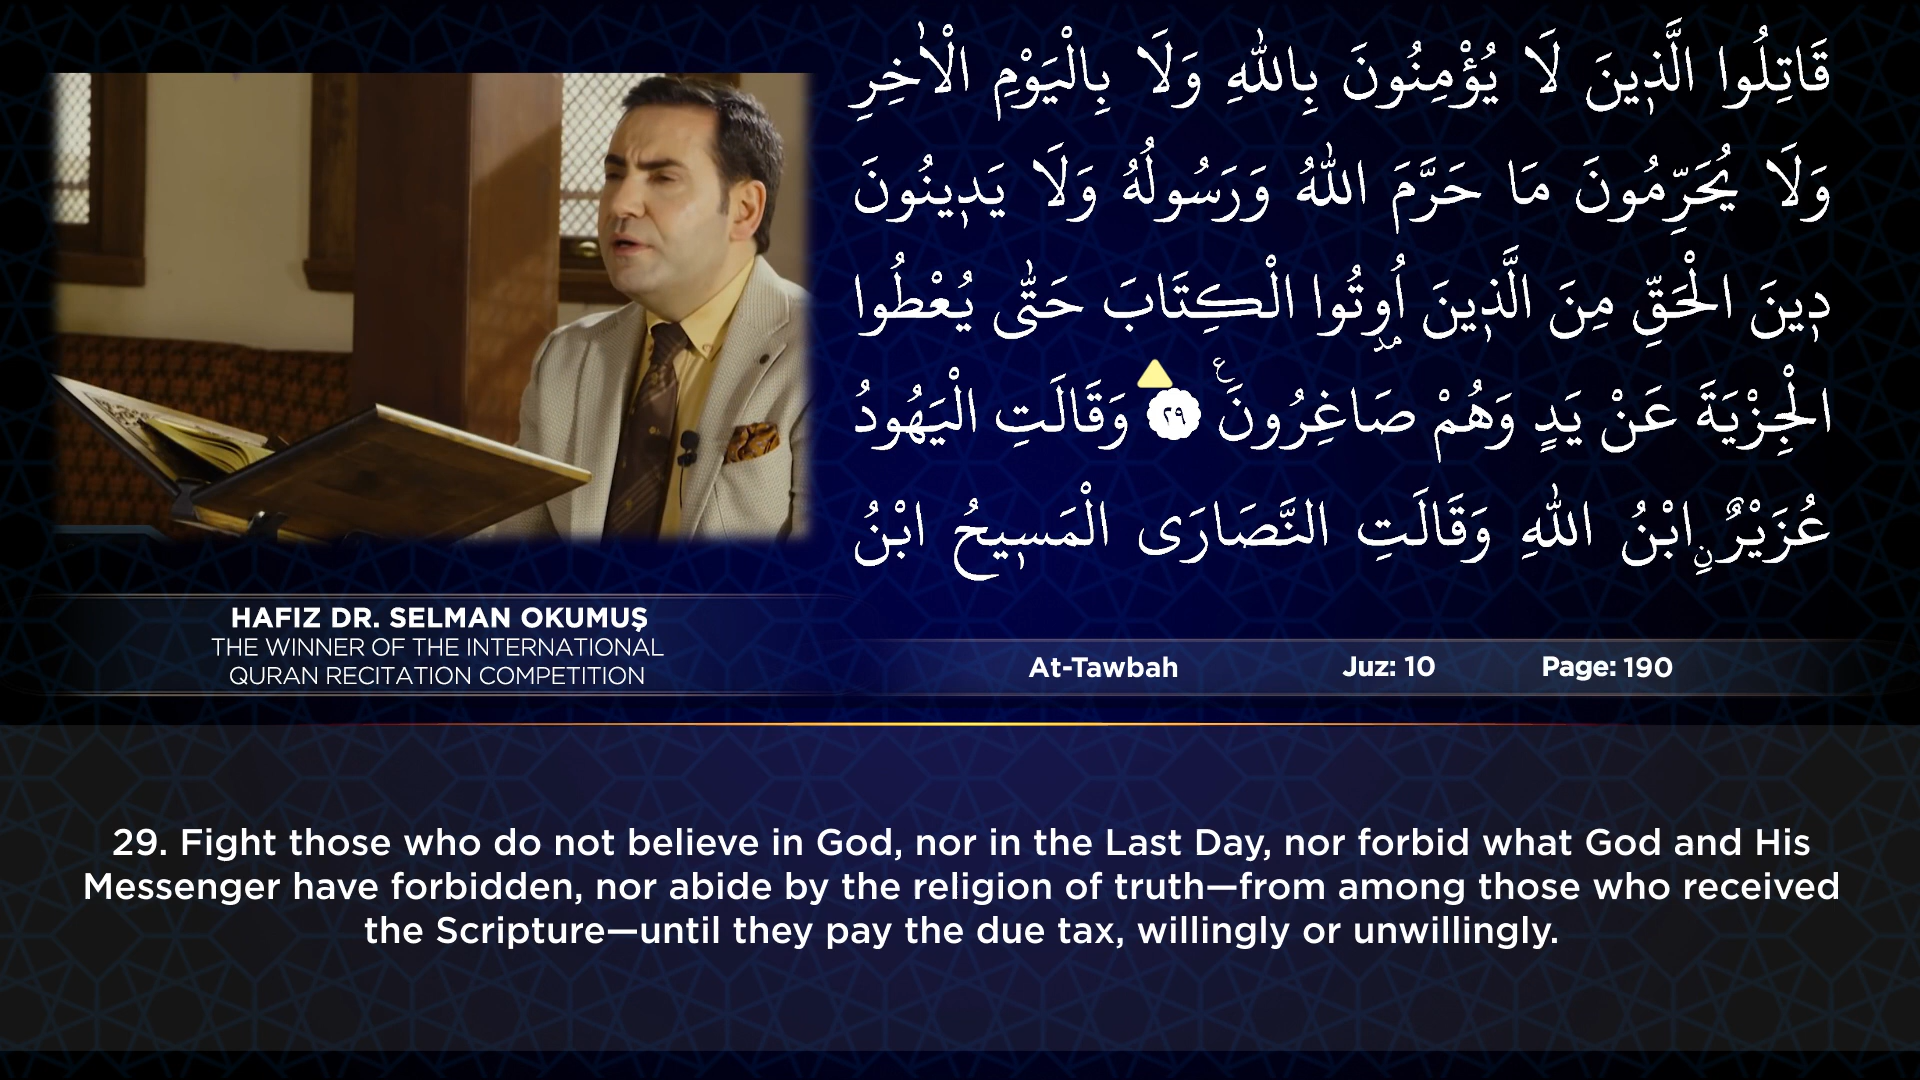 قَاتِلُوا الَّذ۪ينَ لَا يُؤْمِنُونَ بِاللّٰهِ وَلَا بِالْيَوْمِ الْاٰخِرِ
وَلَا يُحَرِّمُونَ مَا حَرَّمَ اللّٰهُ وَرَسُولُهُ وَلَا يَد۪ينُونَ
د۪ينَ الْحَقِّ مِنَ الَّذ۪ينَ اُو۫تُوا الْكِتَابَ حَتّٰى يُعْطُوا
الْجِزْيَةَ عَنْ يَدٍ وَهُمْ صَاغِرُونَ۟ ﴿٢٩﴾ وَقَالَتِ الْيَهُودُ
عُزَيْرٌۨ ابْنُ اللّٰهِ وَقَالَتِ النَّصَارَى الْمَس۪يحُ ابْنُ
HAFIZ DR. SELMAN OKUMUŞ
THE WINNER OF THE INTERNATIONAL
QURAN RECITATION COMPETITION
At-Tawbah Juz: 10 Page: 190
29. Fight those who do not believe in God, nor in the Last Day, nor forbid what God and His
Messenger have forbidden, nor abide by the religion of truth—from among those who received
the Scripture—until they pay the due tax, willingly or unwillingly.